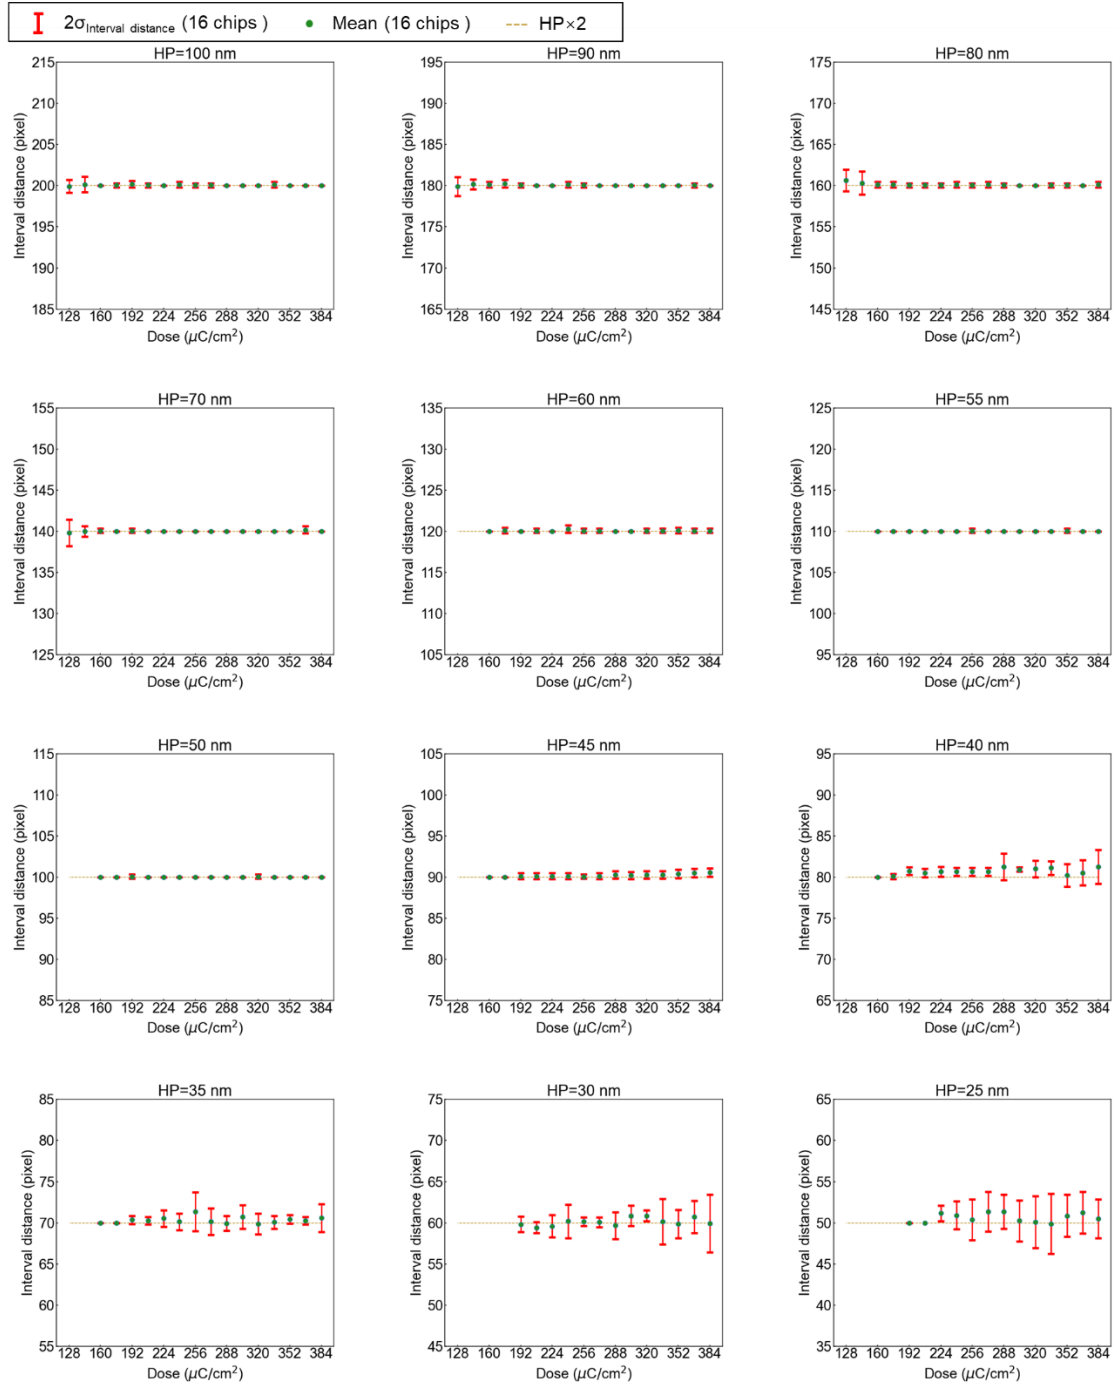 2σInterval distance (16 chips) Mean (16 chips) HP×2
HP=100 nm
215
210
205
200
195
190
185
Interval distance (pixel)
128 160 192 224 256 288 320 352 384
Dose (μC/cm²)
HP=90 nm
195
190
185
180
175
170
165
Interval distance (pixel)
128 160 192 224 256 288 320 352 384
Dose (μC/cm²)
HP=80 nm
175
170
165
160
155
150
145
Interval distance (pixel)
128 160 192 224 256 288 320 352 384
Dose (μC/cm²)
HP=70 nm
155
150
145
140
135
130
125
Interval distance (pixel)
128 160 192 224 256 288 320 352 384
Dose (μC/cm²)
HP=60 nm
135
130
125
120
115
110
105
Interval distance (pixel)
128 160 192 224 256 288 320 352 384
Dose (μC/cm²)
HP=55 nm
125
120
115
110
105
100
95
Interval distance (pixel)
128 160 192 224 256 288 320 352 384
Dose (μC/cm²)
HP=50 nm
115
110
105
100
95
90
85
Interval distance (pixel)
128 160 192 224 256 288 320 352 384
Dose (μC/cm²)
HP=45 nm
105
100
95
90
85
80
75
Interval distance (pixel)
128 160 192 224 256 288 320 352 384
Dose (μC/cm²)
HP=40 nm
95
90
85
80
75
70
65
Interval distance (pixel)
128 160 192 224 256 288 320 352 384
Dose (μC/cm²)
HP=35 nm
85
80
75
70
65
60
55
Interval distance (pixel)
128 160 192 224 256 288 320 352 384
Dose (μC/cm²)
HP=30 nm
75
70
65
60
55
50
45
Interval distance (pixel)
128 160 192 224 256 288 320 352 384
Dose (μC/cm²)
HP=25 nm
65
60
55
50
45
40
35
Interval distance (pixel)
128 160 192 224 256 288 320 352 384
Dose (μC/cm²)